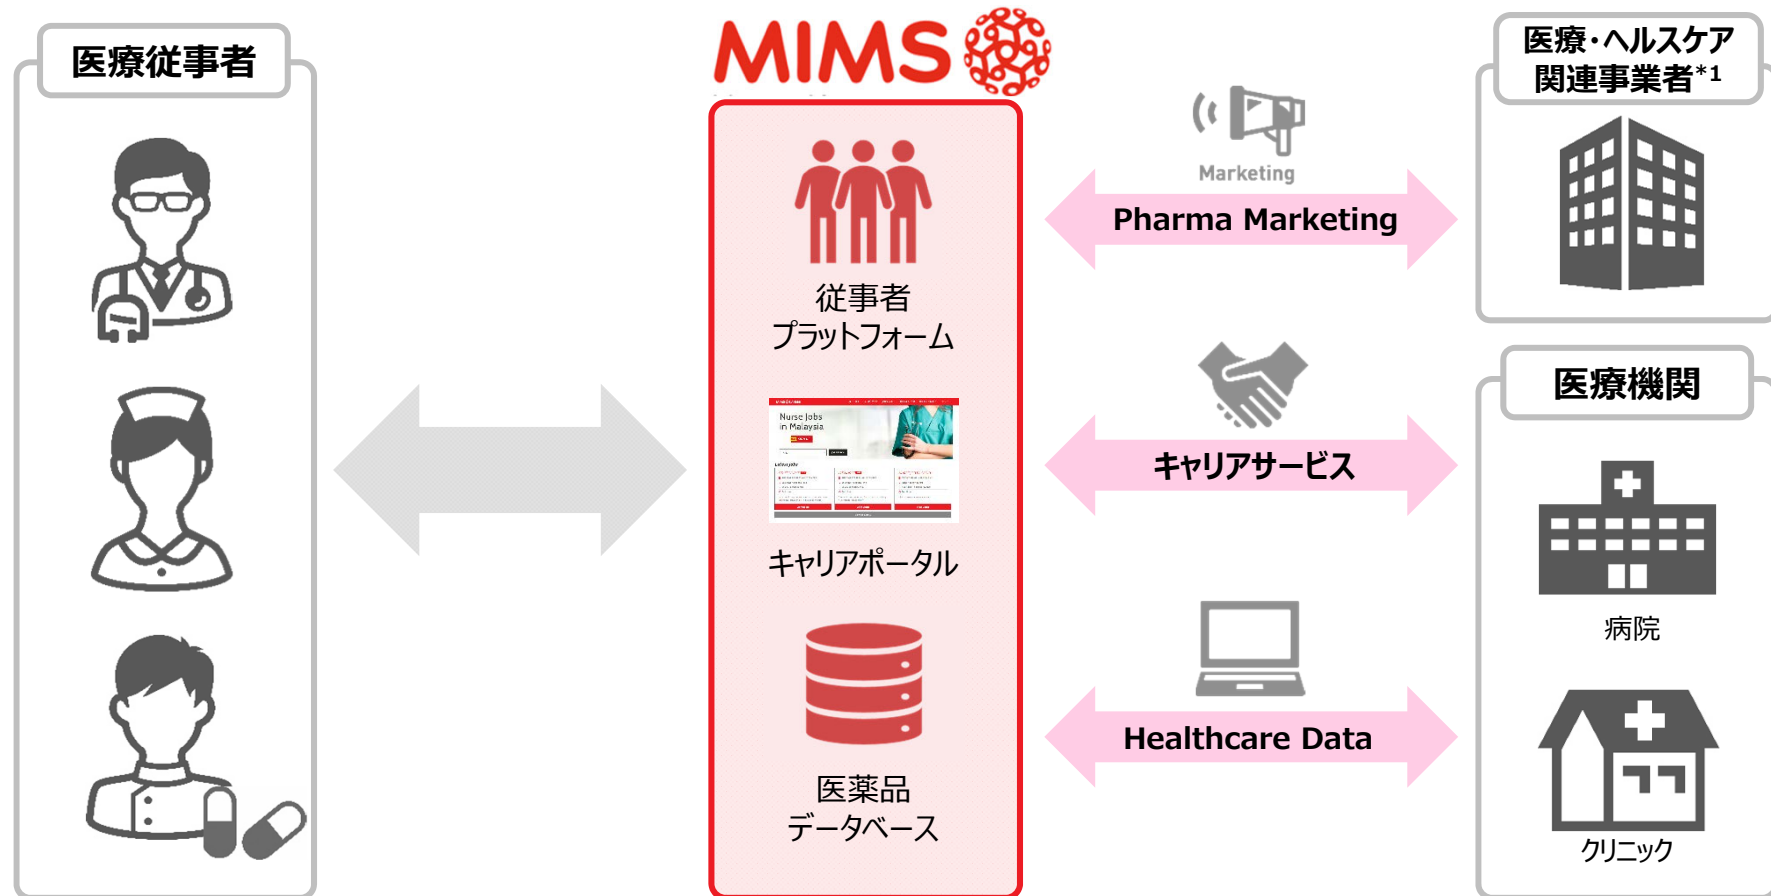 医療従事者
MIMS
従事者
プラットフォーム
Nurse Jobs
in Malaysia
キャリアポータル
医薬品
データベース
Marketing
Pharma Marketing
キャリアサービス
Healthcare Data
医療・ヘルスケア
関連事業者*1
医療機関
病院
クリニック